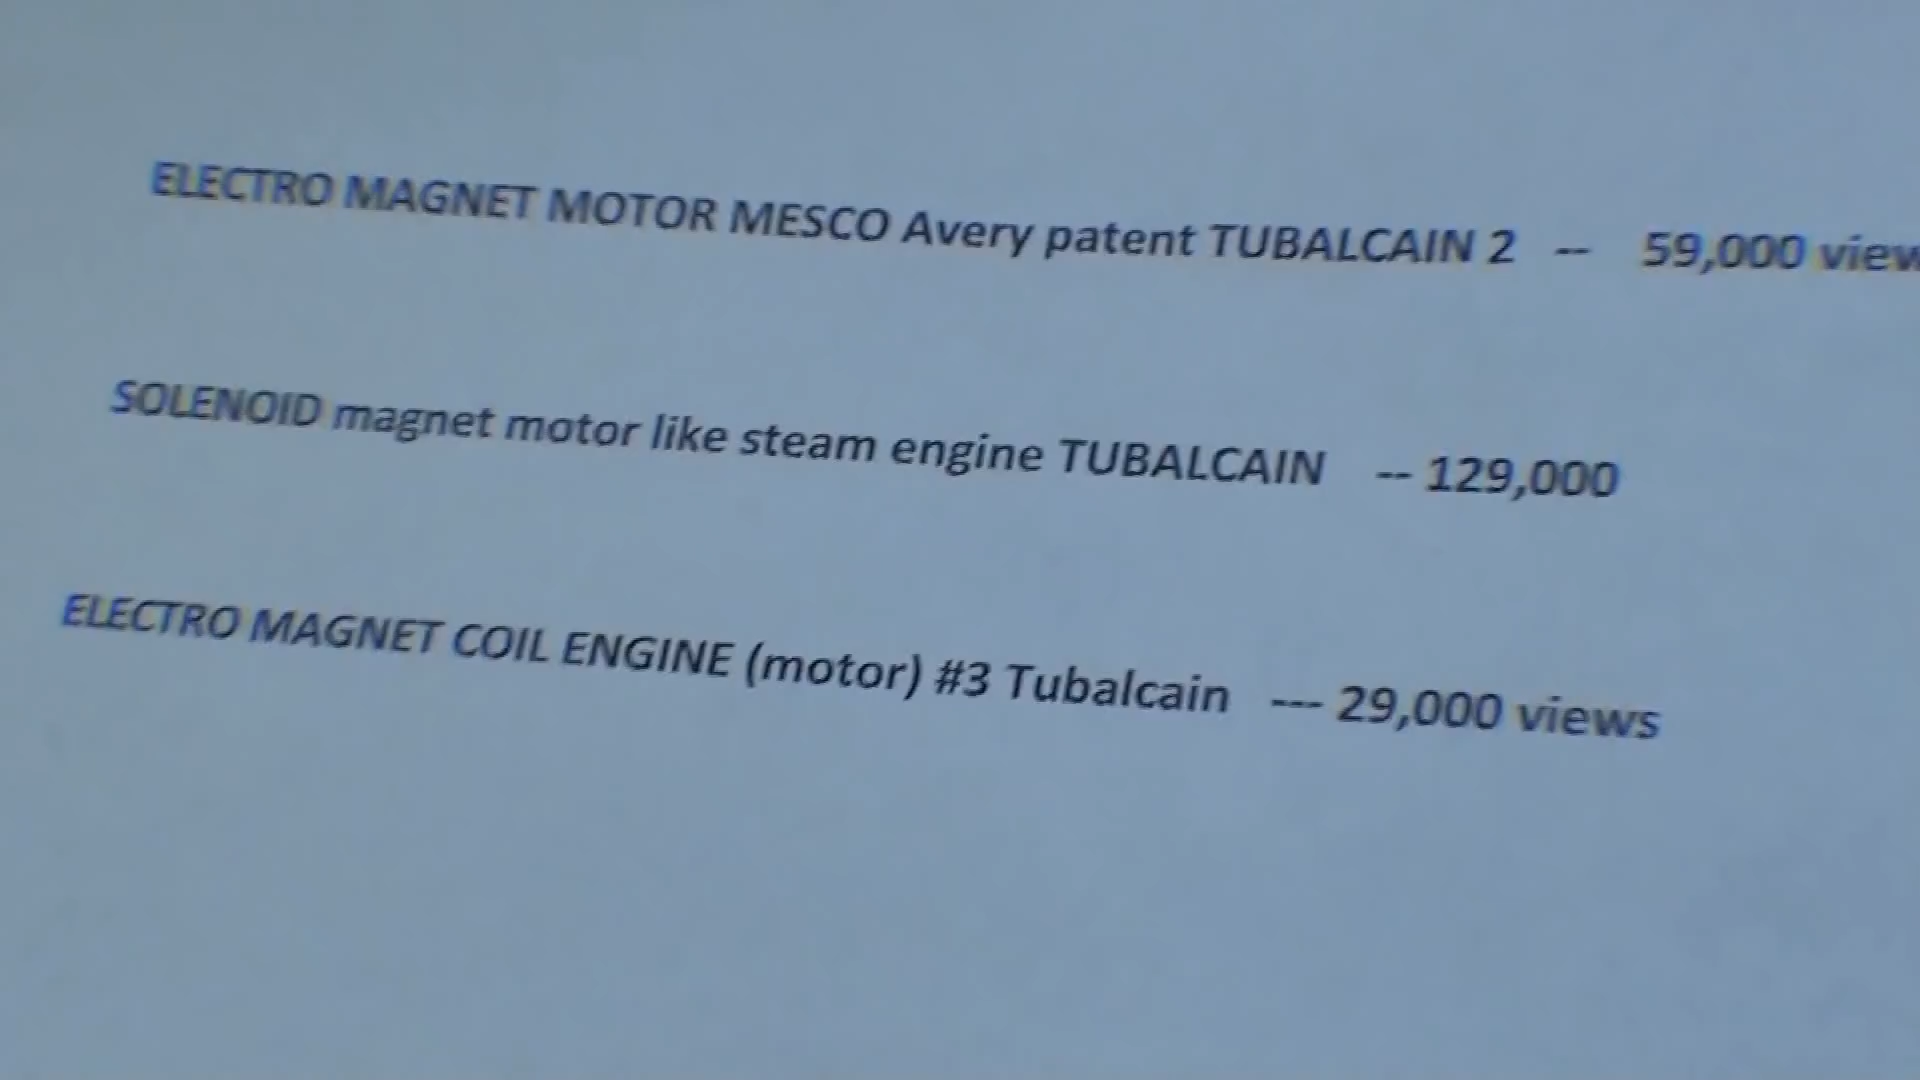 ELECTRO MAGNET MOTOR MESCO Avery patent TUBALCAIN 2 -- 59,000 view
SOLENOID magnet motor like steam engine TUBALCAIN -- 129,000
ELECTRO MAGNET COIL ENGINE (motor) #3 Tubalcain --- 29,000 views